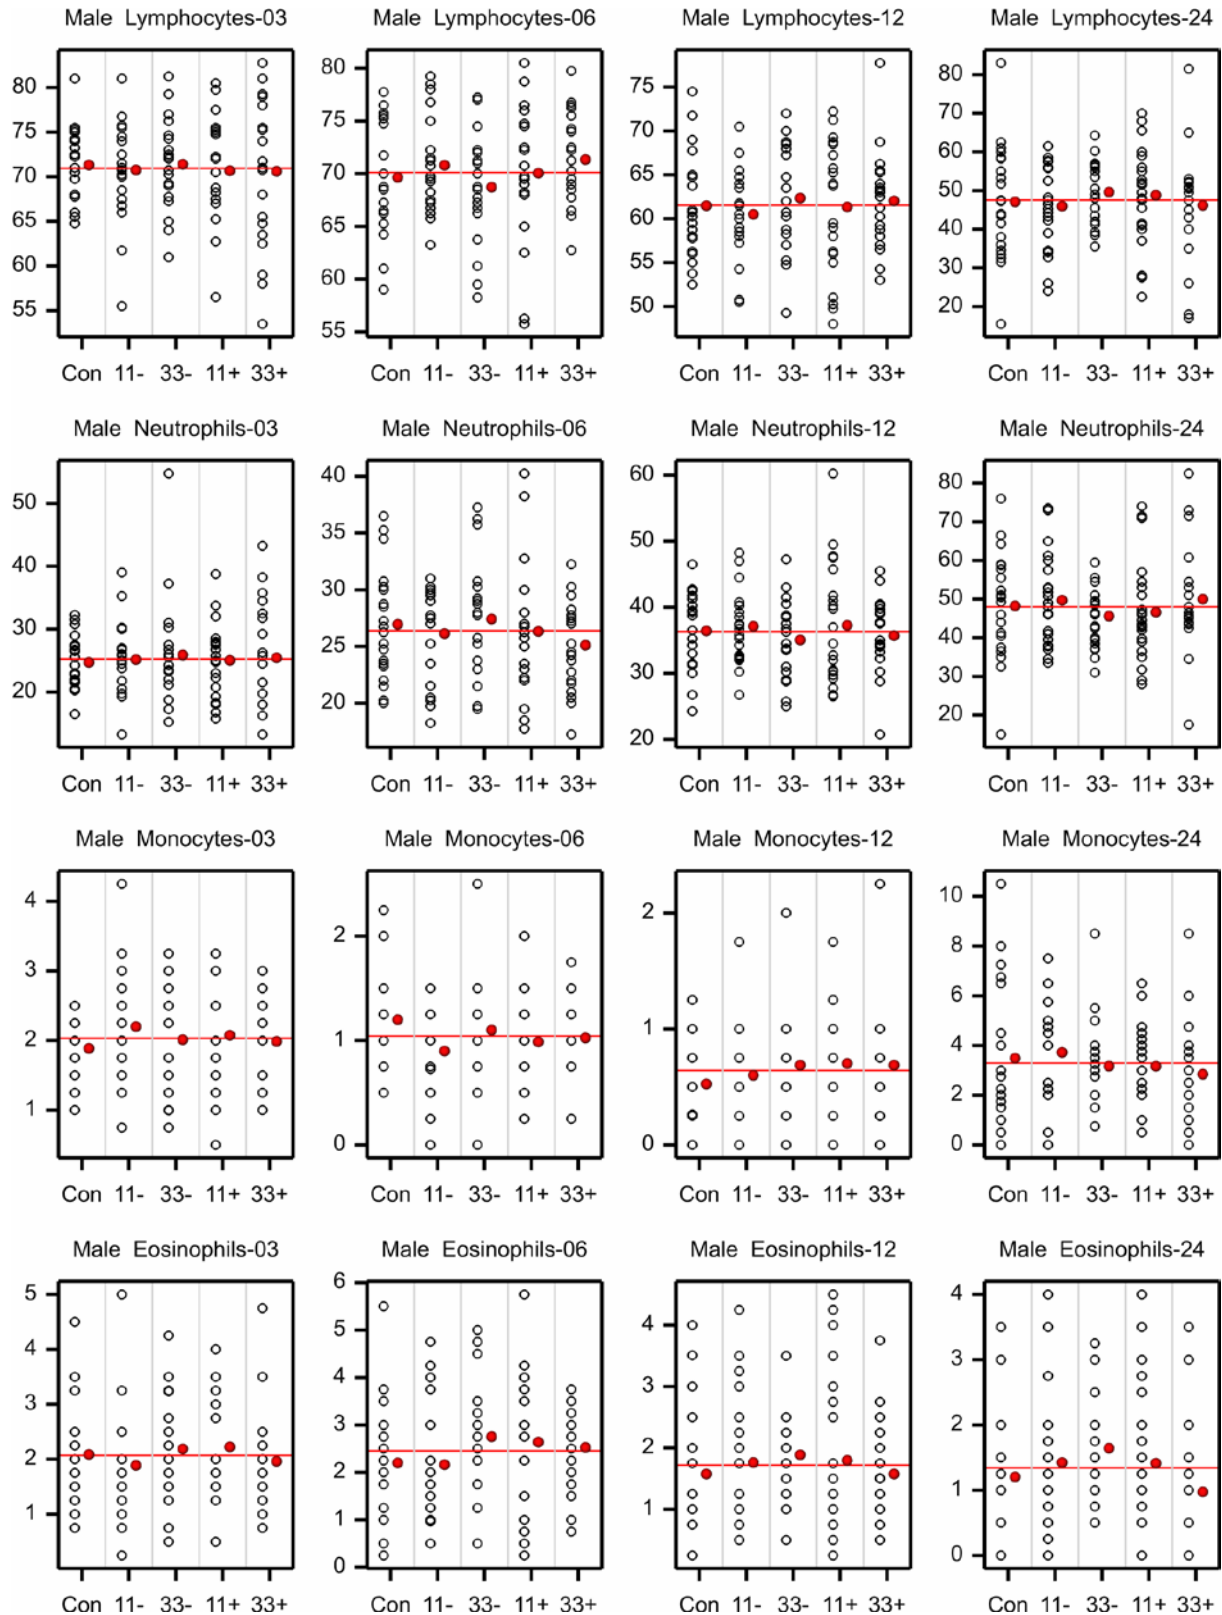 Male Lymphocytes-03 Male Lymphocytes-06 Male Lymphocytes-12 Male Lymphocytes-24
80 75 70 65 60 55
80 75 70 65 60 55
75 70 65 60 55 50
80 70 60 50 40 30 20
Con 11- 33- 11+ 33+ Con 11- 33- 11+ 33+ Con 11- 33- 11+ 33+ Con 11- 33- 11+ 33+
Male Neutrophils-03 Male Neutrophils-06 Male Neutrophils-12 Male Neutrophils-24
50 40 30 20
40 35 30 25 20
60 50 40 30 20
80 70 60 50 40 30 20
Con 11- 33- 11+ 33+ Con 11- 33- 11+ 33+ Con 11- 33- 11+ 33+ Con 11- 33- 11+ 33+
Male Monocytes-03 Male Monocytes-06 Male Monocytes-12 Male Monocytes-24
4 3 2 1
2 1 0
2 1 0
10 8 6 4 2 0
Con 11- 33- 11+ 33+ Con 11- 33- 11+ 33+ Con 11- 33- 11+ 33+ Con 11- 33- 11+ 33+
Male Eosinophils-03 Male Eosinophils-06 Male Eosinophils-12 Male Eosinophils-24
5 4 3 2 1
6 5 4 3 2 1 0
4 3 2 1
4 3 2 1 0
Con 11- 33- 11+ 33+ Con 11- 33- 11+ 33+ Con 11- 33- 11+ 33+ Con 11- 33- 11+ 33+